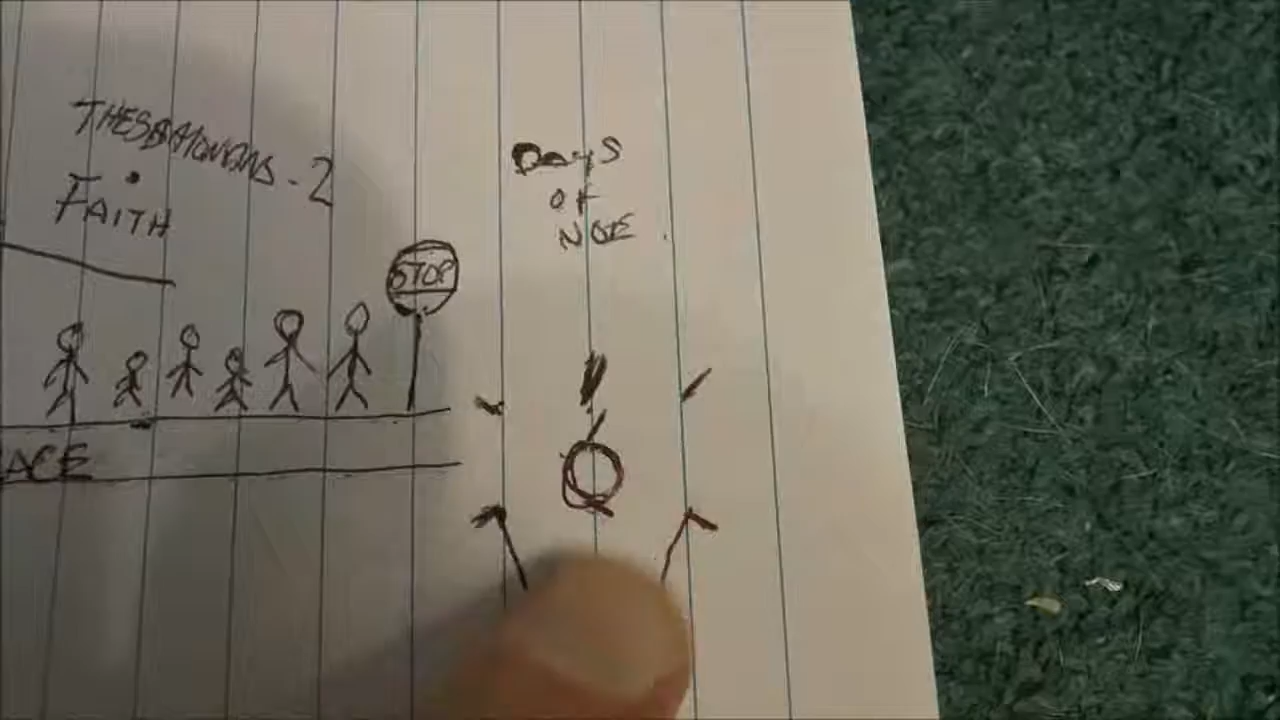 THESSALONIANS - 2
FAITH
STOP
ACE
Days
OF
NOE